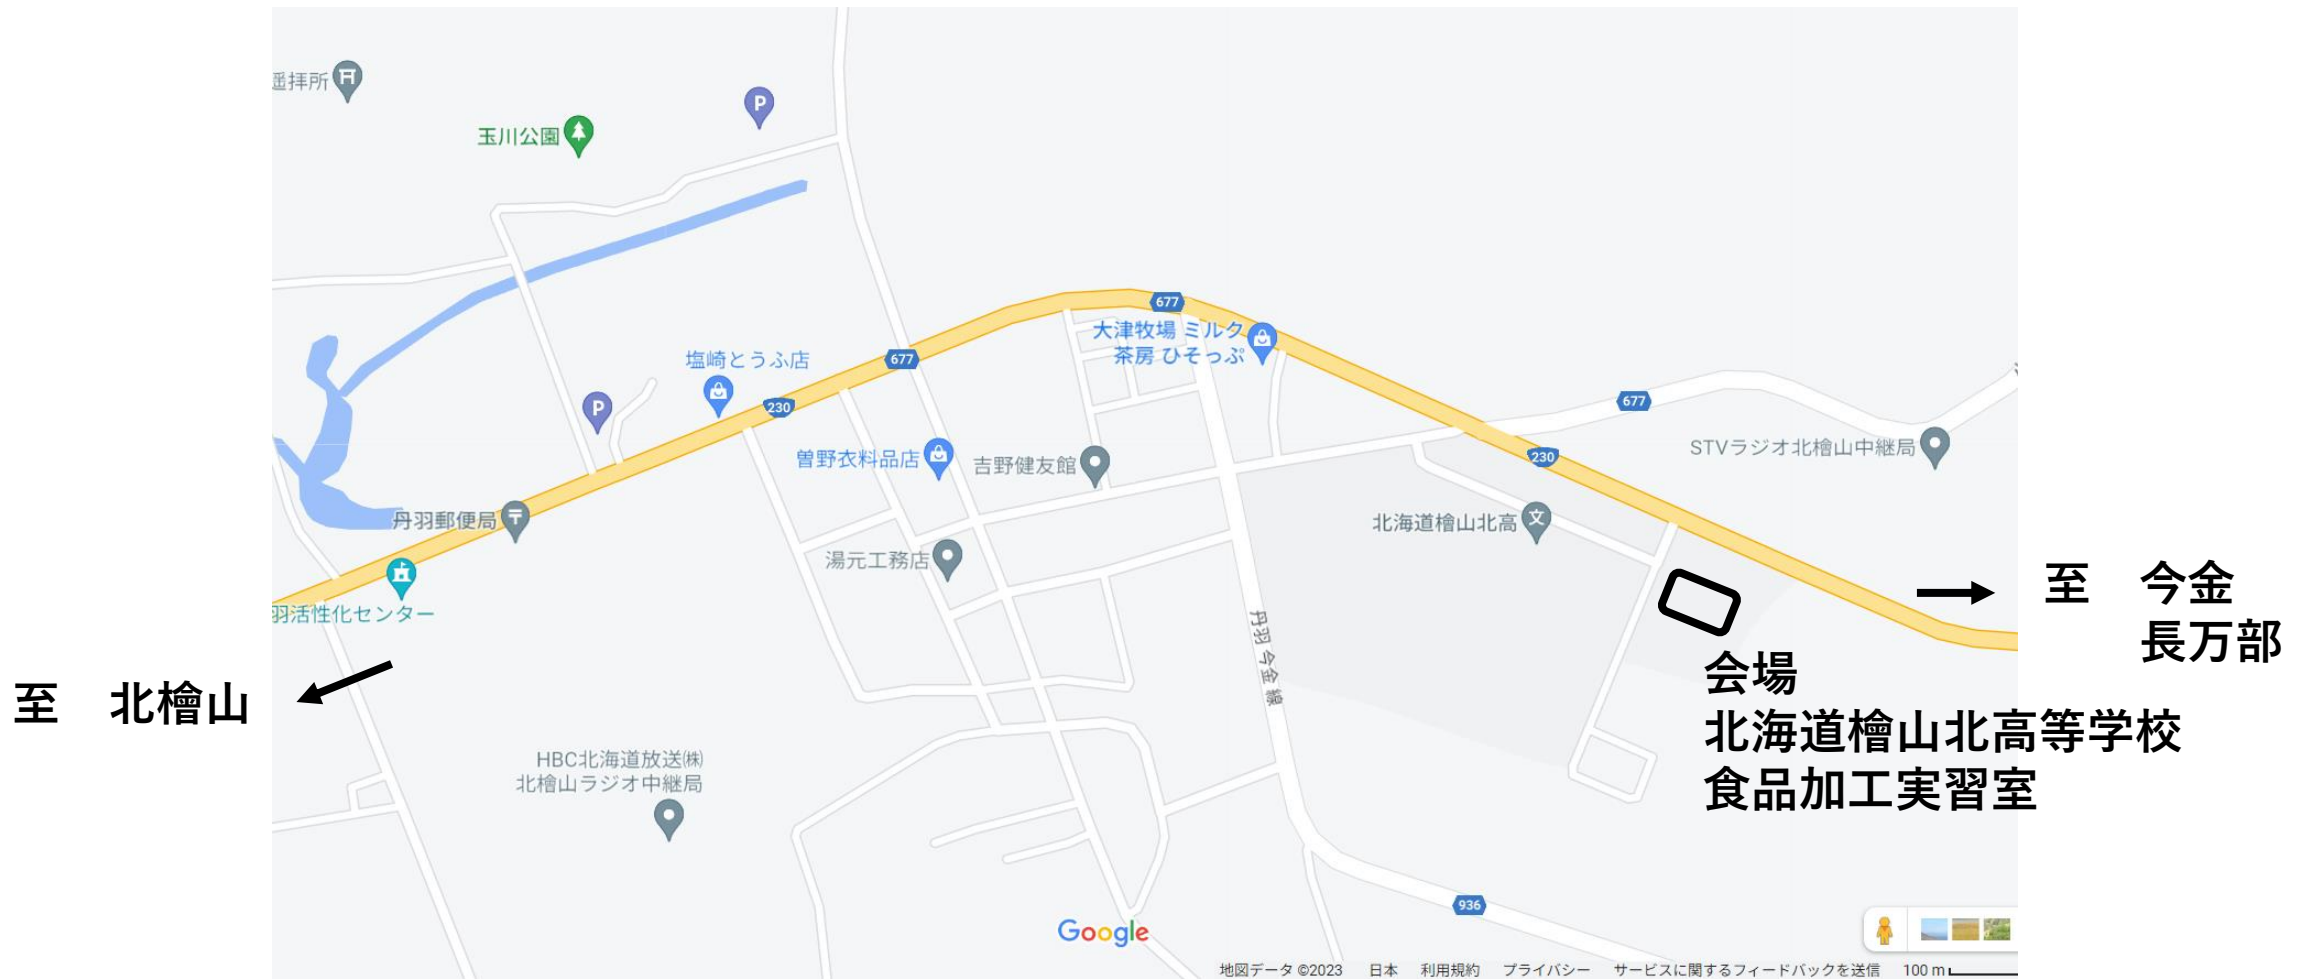 遥拝所
玉川公園
P
677
大津牧場 ミルク
茶房 ひそっぷ
塩崎とうふ店
677
230
P
677
STVラジオ北檜山中継局
230
曽野衣料品店
吉野健友館
丹羽郵便局
北海道檜山北高
文
湯元工務店
羽活性化センター
丹羽 今金 線
至 今金
長万部
至 北檜山
会場
北海道檜山北高等学校
食品加工実習室
HBC北海道放送㈱
北檜山ラジオ中継局
936
Google
地図データ ©2023 日本 利用規約 プライバシー サービスに関するフィードバックを送信 100 m